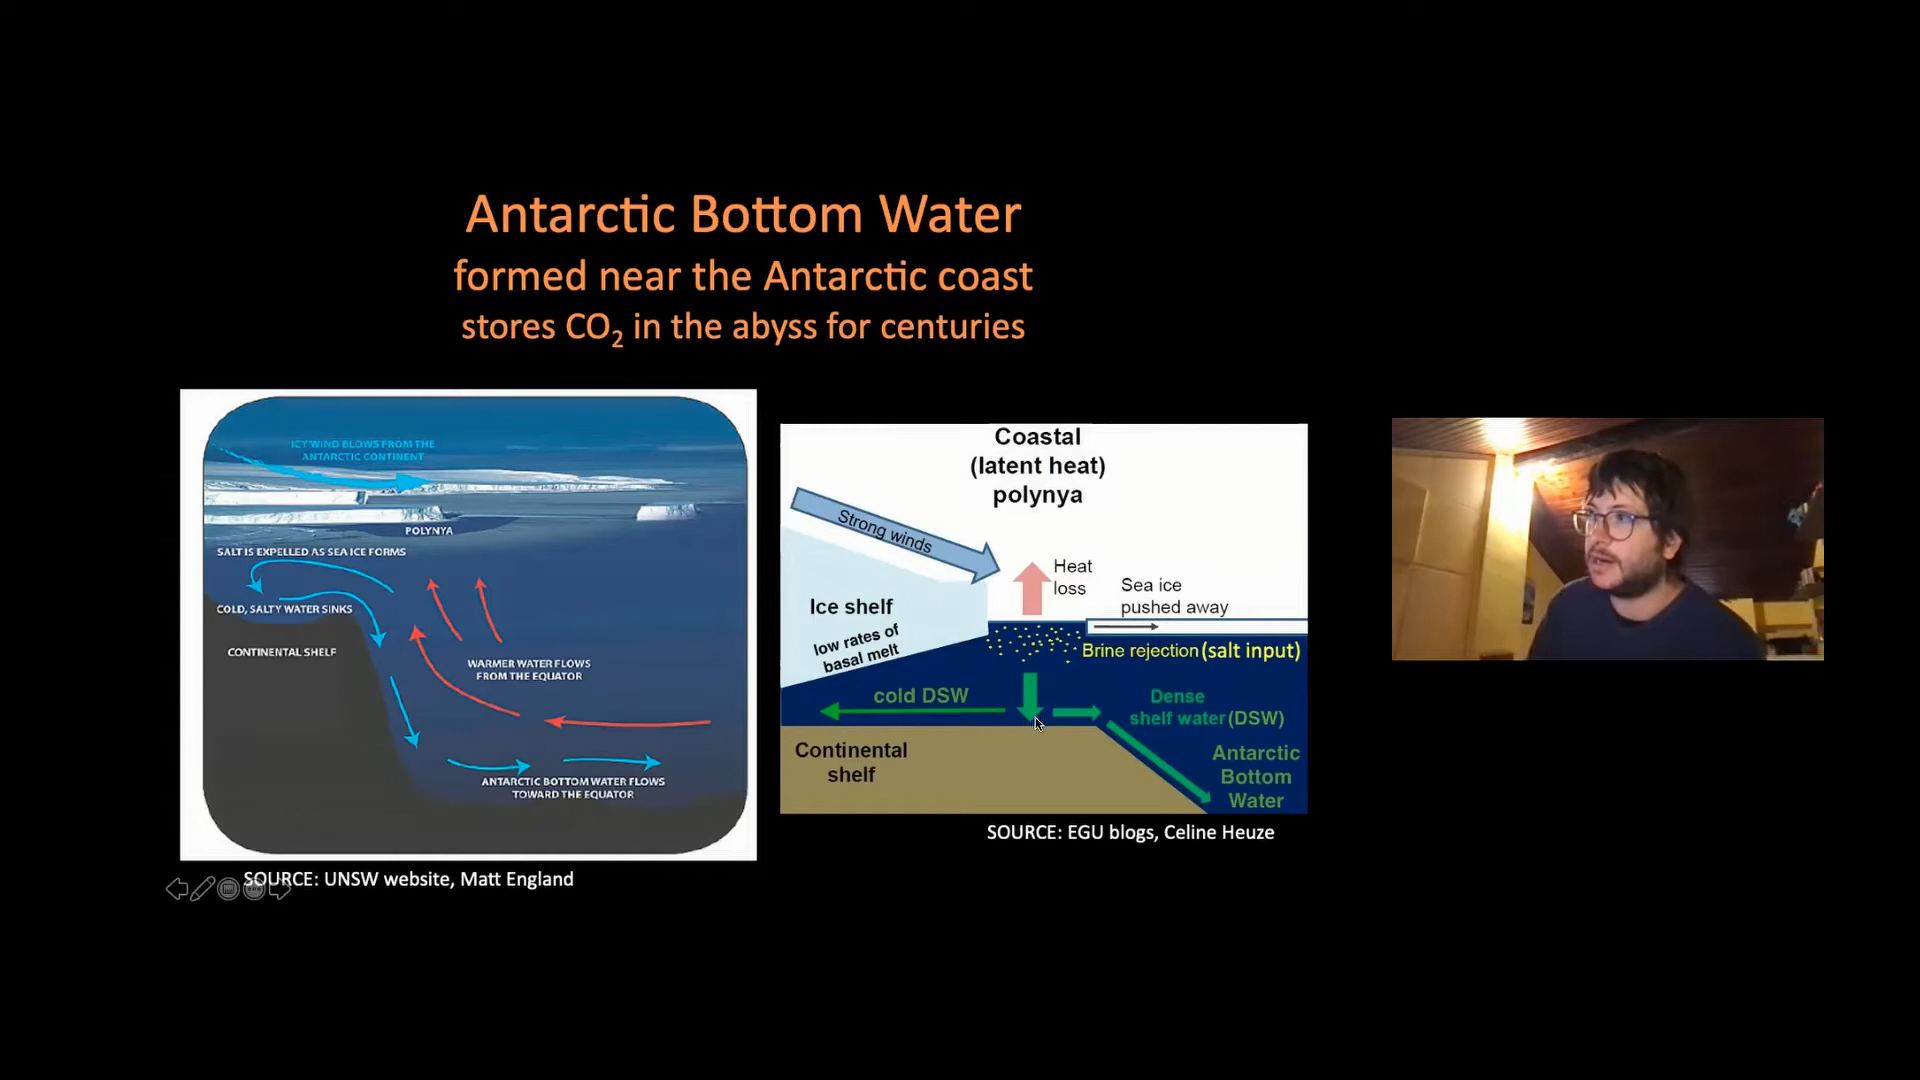 Antarctic Bottom Water
formed near the Antarctic coast
stores CO₂ in the abyss for centuries
ICY WIND BLOWS FROM THE
ANTARCTIC CONTINENT
POLYNYA
SALT IS EXPELLED AS SEA ICE FORMS
COLD, SALTY WATER SINKS
CONTINENTAL SHELF
WARMER WATER FLOWS
FROM THE EQUATOR
ANTARCTIC BOTTOM WATER FLOWS
TOWARD THE EQUATOR
SOURCE: UNSW website, Matt England
Coastal
(latent heat)
polynya
Strong winds
Heat
loss
Sea ice
pushed away
Ice shelf
low rates of
basal melt
Brine rejection (salt input)
cold DSW
Dense
shelf water (DSW)
Continental
shelf
Antarctic
Bottom
Water
SOURCE: EGU blogs, Celine Heuze